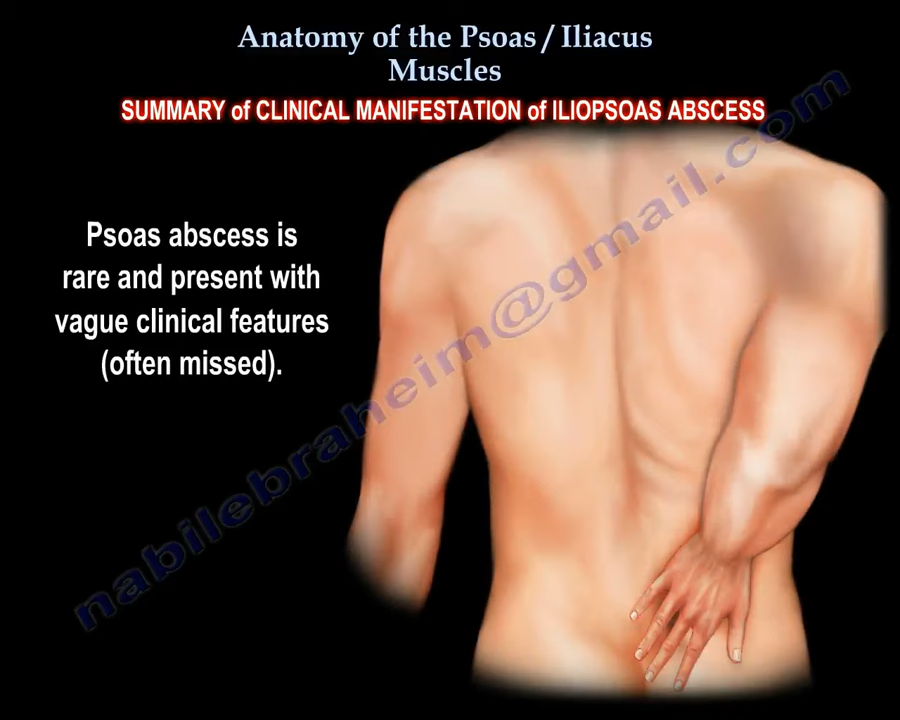 Anatomy of the Psoas / Iliacus
Muscles
SUMMARY of CLINICAL MANIFESTATION of ILIOPSOAS ABSCESS
Psoas abscess is
rare and present with
vague clinical features
(often missed).
nabilebraheim@gmail.com